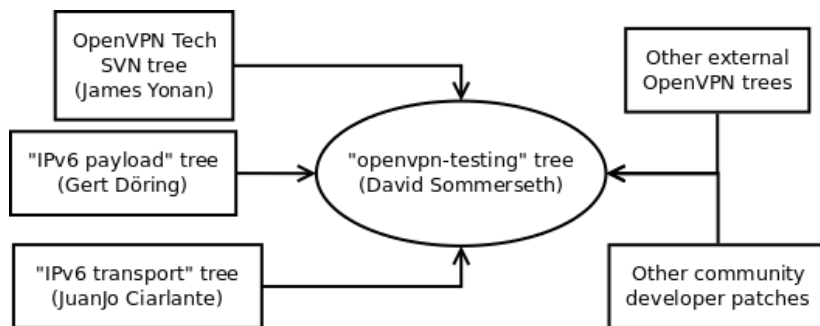 OpenVPN Tech
SVN tree
(James Yonan)
Other external
OpenVPN trees
"IPv6 payload" tree
(Gert Döring)
"openvpn-testing" tree
(David Sommerseth)
"IPv6 transport" tree
(JuanJo Ciarlante)
Other community
developer patches